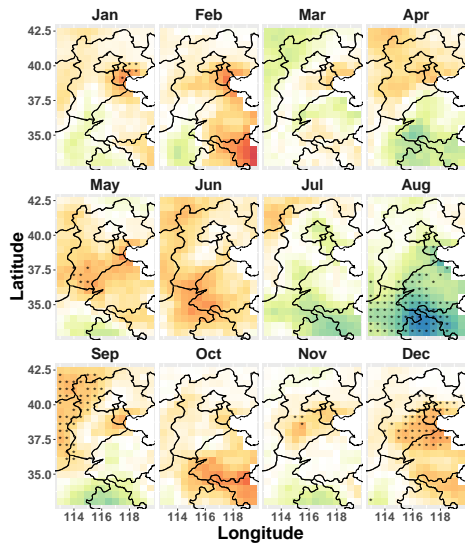 Jan Feb Mar Apr
42.5
40.0
37.5
35.0
May Jun Jul Aug
42.5
40.0
37.5
35.0
Latitude
Sep Oct Nov Dec
42.5
40.0
37.5
35.0
114 116 118 114 116 118 114 116 118 114 116 118
Longitude